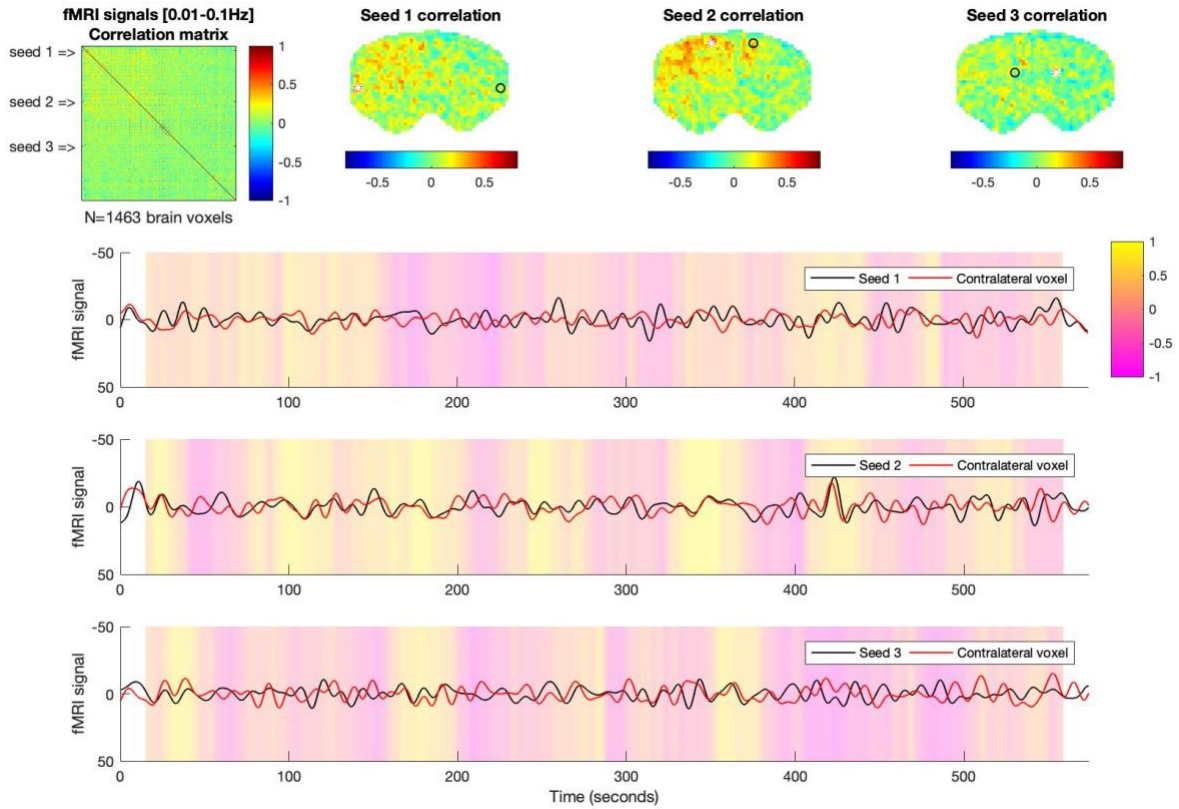 fMRI signals [0.01-0.1Hz]
Correlation matrix
seed 1 =>
seed 2 =>
seed 3 =>
1
0.5
0
-0.5
-1
N=1463 brain voxels
Seed 1 correlation
-0.5 0 0.5
Seed 2 correlation
-0.5 0 0.5
Seed 3 correlation
-0.5 0 0.5
-50
0
50
fMRI signal
Seed 1 Contralateral voxel
0 100 200 300 400 500
1
0.5
0
-0.5
-1
-50
0
50
fMRI signal
Seed 2 Contralateral voxel
0 100 200 300 400 500
-50
0
50
fMRI signal
Seed 3 Contralateral voxel
0 100 200 300 400 500
Time (seconds)